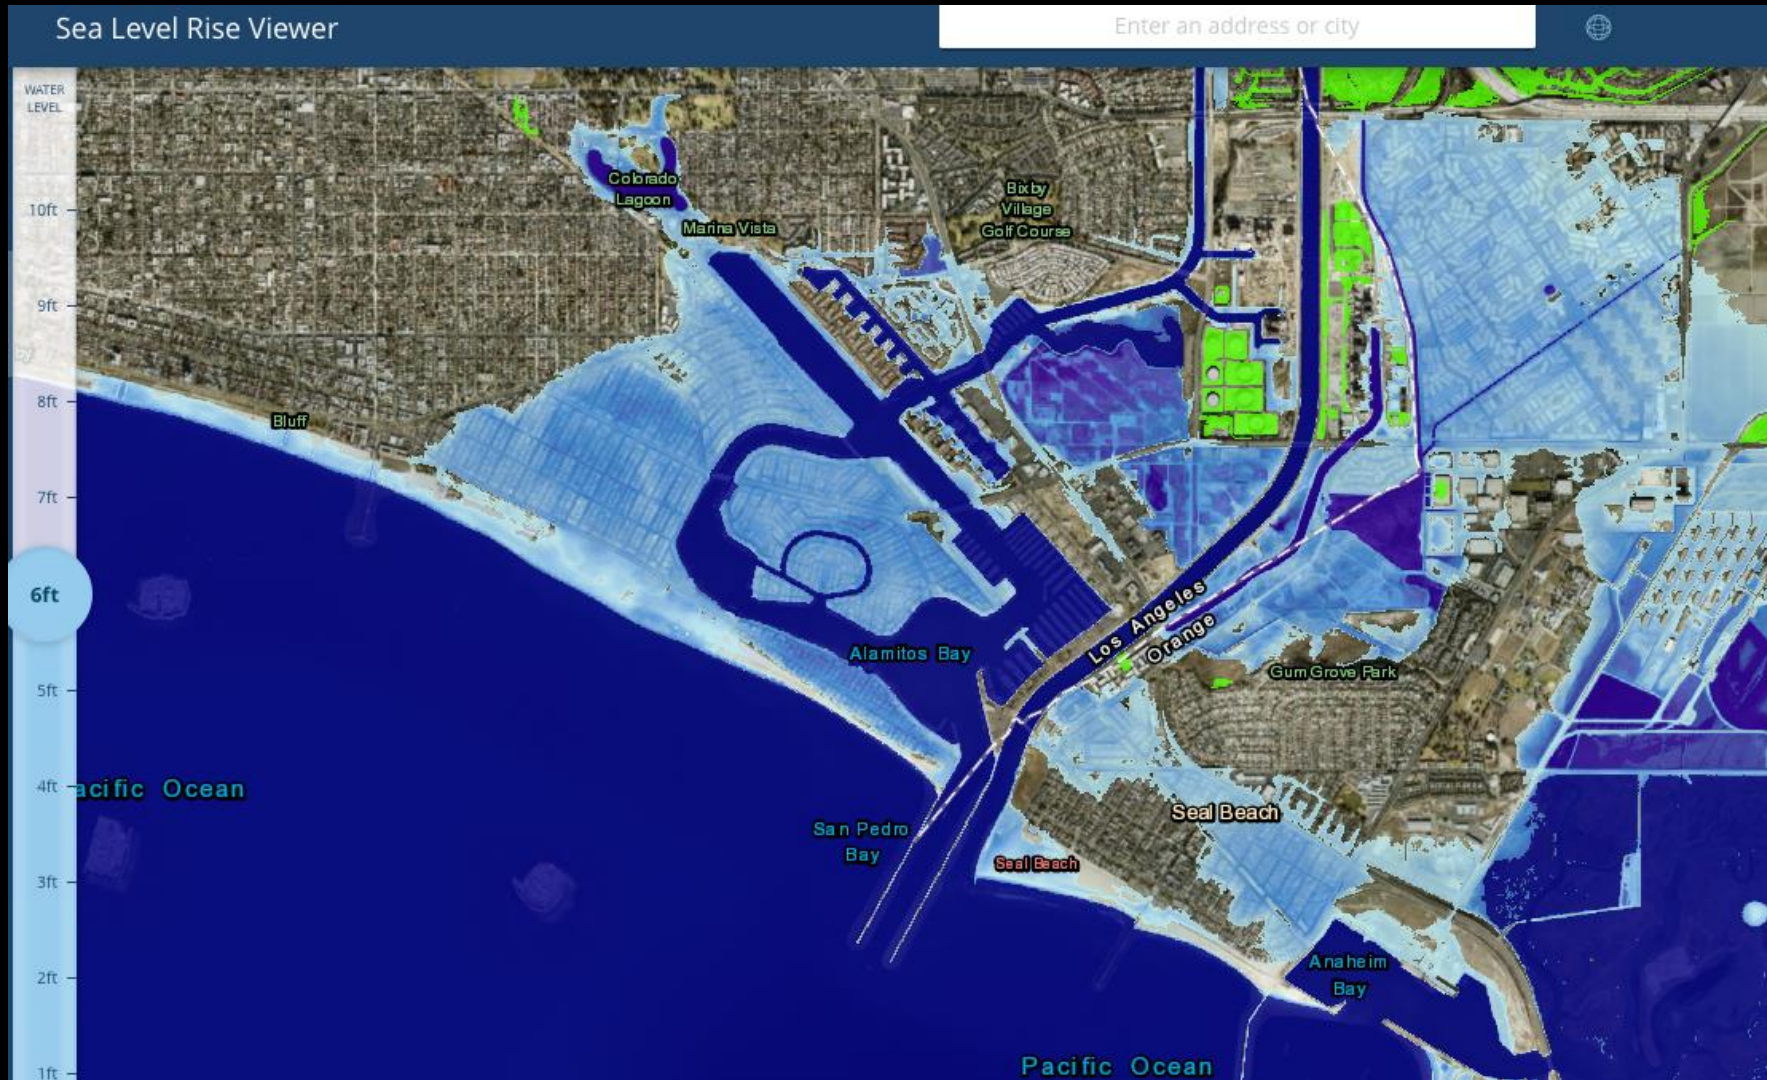 Sea Level Rise Viewer
Enter an address or city
WATER
LEVEL
10ft
9ft
8ft
7ft
6ft
5ft
4ft
3ft
2ft
1ft
Colorado
Lagoon
Marina Vista
Bixby
Village
Golf Course
Bluff
Los Angeles
Orange
Alamitos Bay
Gum Grove Park
acific Ocean
San Pedro
Bay
Seal Beach
Seal Beach
Anaheim
Bay
Pacific Ocean